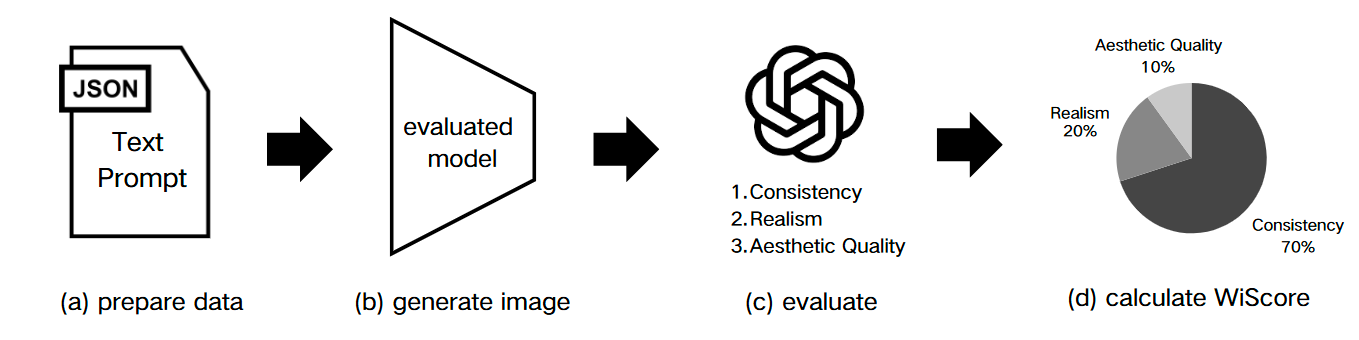 JSON
Text
Prompt
(a) prepare data
evaluated
model
(b) generate image
1.Consistency
2.Realism
3.Aesthetic Quality
(c) evaluate
Aesthetic Quality
10%
Realism
20%
Consistency
70%
(d) calculate WiScore